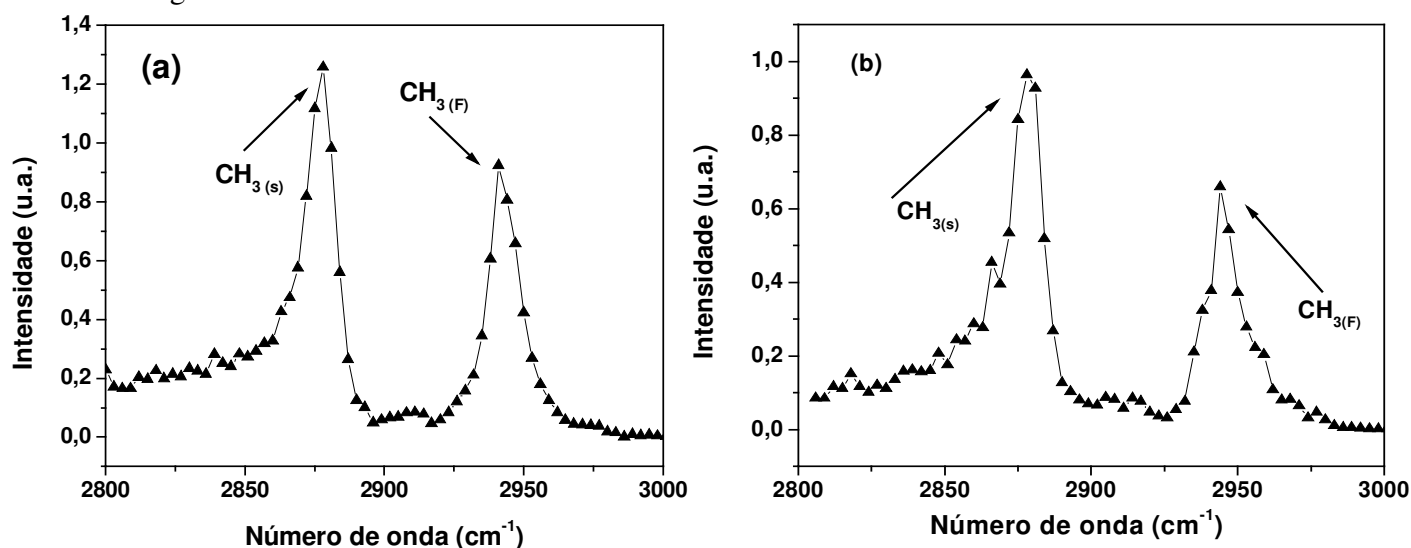 1,4
1,2
1,0
0,8
0,6
0,4
0,2
0,0
Intensidade (u.a.)
(a)
CH3 (s)
CH3 (F)
2800 2850 2900 2950 3000
Número de onda (cm-1)
1,0
0,8
0,6
0,4
0,2
0,0
Intensidade (u.a.)
(b)
CH3(s)
CH3(F)
2800 2850 2900 2950 3000
Número de onda (cm-1)